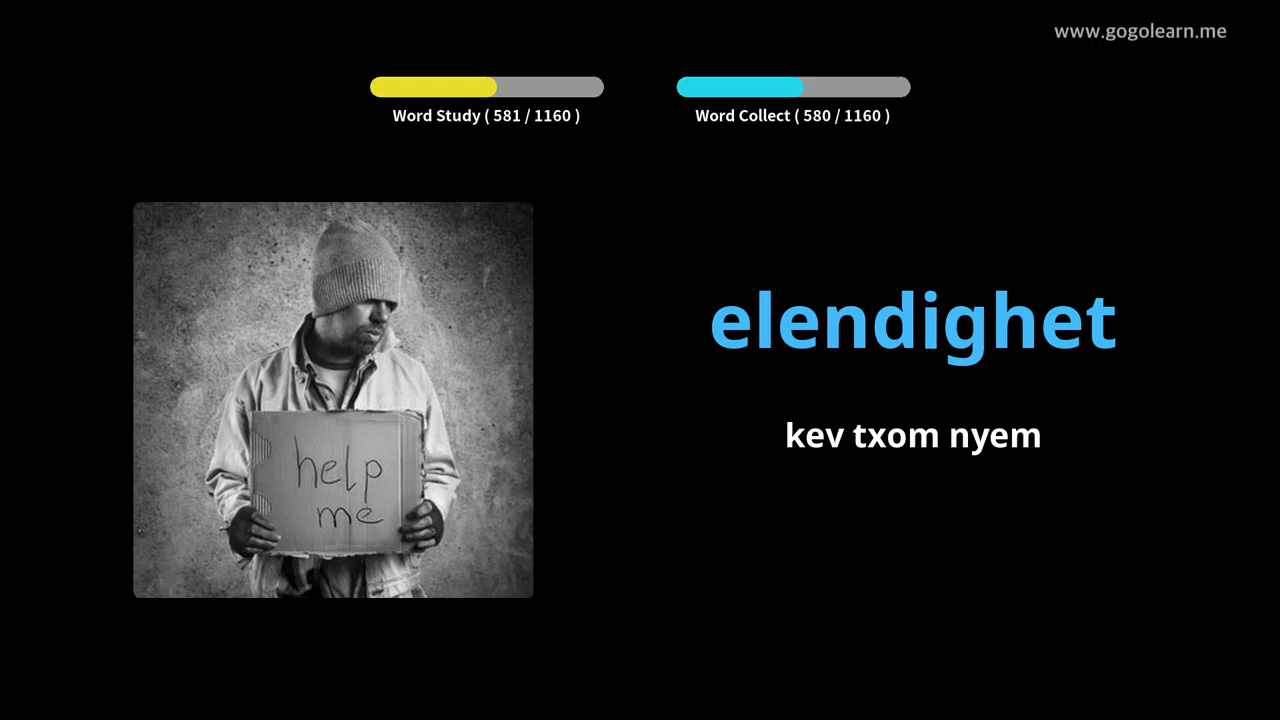 www.gogolearn.me
Word Study ( 581 / 1160 )
Word Collect ( 580 / 1160 )
help
me
elendighet
kev txom nyem